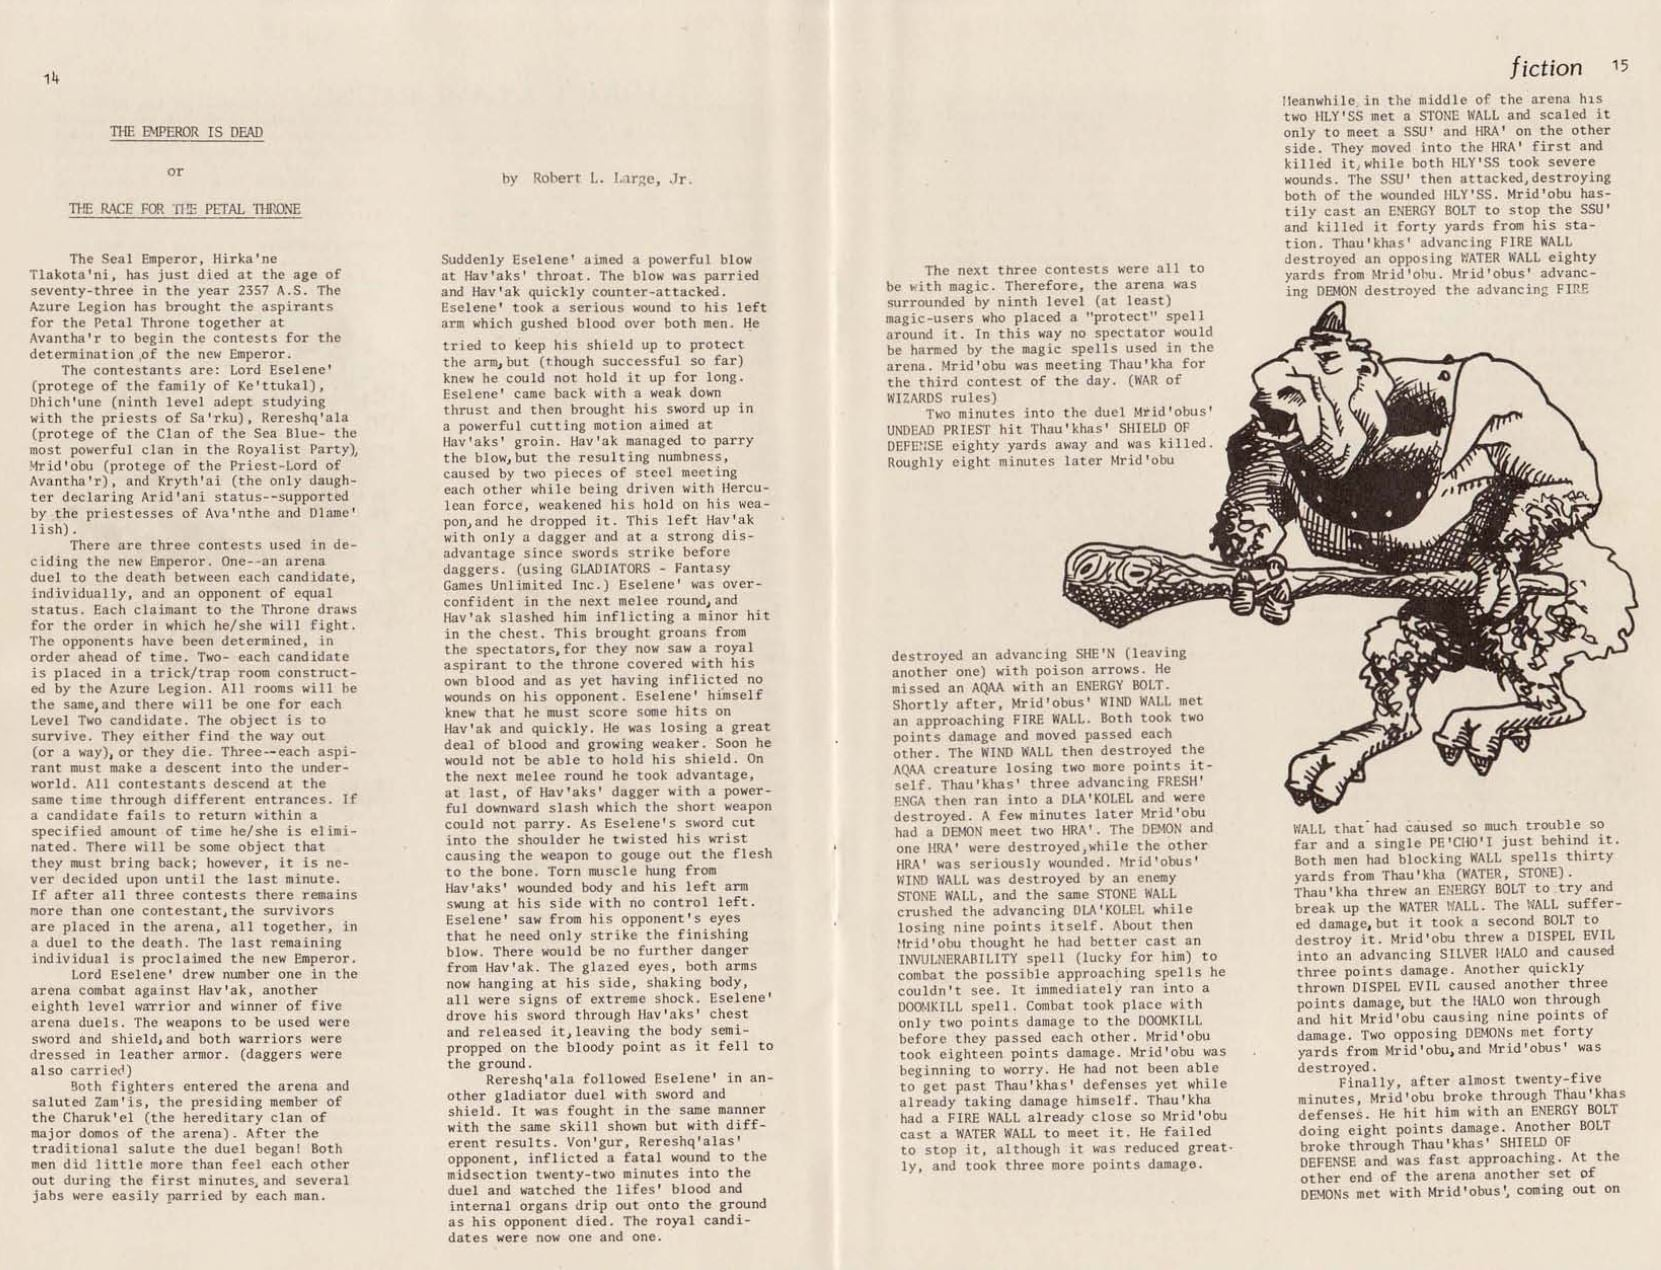 14
THE EMPEROR IS DEAD
or
THE RACE FOR THE PETAL THRONE
The Seal Emperor, Hirka'ne
Tlakota'ni, has just died at the age of
seventy-three in the year 2357 A.S. The
Azure Legion has brought the aspirants
for the Petal Throne together at
Avantha'r to begin the contests for the
determination of the new Emperor.
The contestants are: Lord Eselene'
(protege of the family of Ke'ttukal),
Dhich'une (ninth level adept studying
with the priests of Sa'rku), Rereshq'ala
(protege of the Clan of the Sea Blue- the
most powerful clan in the Royalist Party),
Mrid'obu (protege of the Priest-Lord of
Avantha'r), and Kryth'ai (the only daugh-
ter declaring Arid'ani status--supported
by the priestesses of Ava'nthe and Dlame'
lish).
There are three contests used in de-
ciding the new Emperor. One--an arena
duel to the death between each candidate,
individually, and an opponent of equal
status. Each claimant to the Throne draws
for the order in which he/she will fight.
The opponents have been determined, in
order ahead of time. Two- each candidate
is placed in a trick/trap room construct-
ed by the Azure Legion. All rooms will be
the same,and there will be one for each
Level Two candidate. The object is to
survive. They either find the way out
(or a way), or they die. Three--each aspi-
rant must make a descent into the under-
world. All contestants descend at the
same time through different entrances. If
a candidate fails to return within a
specified amount of time he/she is elimi-
nated. There will be some object that
they must bring back; however, it is ne-
ver decided upon until the last minute.
If after all three contests there remains
more than one contestant, the survivors
are placed in the arena, all together, in
a duel to the death. The last remaining
individual is proclaimed the new Emperor.
Lord Eselene' drew number one in the
arena combat against Hav'ak, another
eighth level warrior and winner of five
arena duels. The weapons to be used were
sword and shield, and both warriors were
dressed in leather armor. (daggers were
also carried)
Both fighters entered the arena and
saluted Zam'is, the presiding member of
the Charuk'el (the hereditary clan of
major domos of the arena). After the
traditional salute the duel began! Both
men did little more than feel each other
out during the first minutes, and several
jabs were easily parried by each man.
by Robert L. Large, Jr.
Suddenly Eselene' aimed a powerful blow
at Hav'aks' throat. The blow was parried
and Hav'ak quickly counter-attacked.
Eselene' took a serious wound to his left
arm which gushed blood over both men. He
tried to keep his shield up to protect
the arm, but (though successful so far)
knew he could not hold it up for long.
Eselene' came back with a weak down
thrust and then brought his sword up in
a powerful cutting motion aimed at
Hav'aks' groin. Hav'ak managed to parry
the blow, but the resulting numbness,
caused by two pieces of steel meeting
each other while being driven with Hercu-
lean force, weakened his hold on his wea-
pon, and he dropped it. This left Hav'ak
with only a dagger and at a strong dis-
advantage since swords strike before
daggers. (using GLADIATORS - Fantasy
Games Unlimited Inc.) Eselene' was over-
confident in the next melee round, and
Hav'ak slashed him inflicting a minor hit
in the chest. This brought groans from
the spectators, for they now saw a royal
aspirant to the throne covered with his
own blood and as yet having inflicted no
wounds on his opponent. Eselene' himself
knew that he must score some hits on
Hav'ak and quickly. He was losing a great
deal of blood and growing weaker. Soon he
would not be able to hold his shield. On
the next melee round he took advantage,
at last, of Hav'aks' dagger with a power-
ful downward slash which the short weapon
could not parry. As Eselene's sword cut
into the shoulder he twisted his wrist
causing the weapon to gouge out the flesh
to the bone. Torn muscle hung from
Hav'aks' wounded body and his left arm
swung at his side with no control left.
Eselene' saw from his opponent's eyes
that he need only strike the finishing
blow. There would be no further danger
from Hav'ak. The glazed eyes, both arms
now hanging at his side, shaking body,
all were signs of extreme shock. Eselene'
drove his sword through Hav'aks' chest
and released it, leaving the body semi-
propped on the bloody point as it fell to
the ground.
Rereshq'ala followed Eselene' in an-
other gladiator duel with sword and
shield. It was fought in the same manner
with the same skill shown but with diff-
erent results. Von'gur, Rereshq'alas'
opponent, inflicted a fatal wound to the
midsection twenty-two minutes into the
duel and watched the lifes' blood and
internal organs drip out onto the ground
as his opponent died. The royal candi-
dates were now one and one.
fiction 15
The next three contests were all to
be with magic. Therefore, the arena was
surrounded by ninth level (at least)
magic-users who placed a "protect" spell
around it. In this way no spectator would
be harmed by the magic spells used in the
arena. Mrid'obu was meeting Thau'kha for
the third contest of the day. (WAR of
WIZARDS rules)
Two minutes into the duel Mrid'obus'
UNDEAD PRIEST hit Thau'khas' SHIELD OF
DEFENSE eighty yards away and was killed.
Roughly eight minutes later Mrid'obu
destroyed an advancing SHE'N (leaving
another one) with poison arrows. He
missed an AQAA with an ENERGY BOLT.
Shortly after, Mrid'obus' WIND WALL met
an approaching FIRE WALL. Both took two
points damage and moved passed each
other. The WIND WALL then destroyed the
AQAA creature losing two more points it-
self. Thau'khas' three advancing FRESH'
ENGA then ran into a DLA'KOLEL and were
destroyed. A few minutes later Mrid'obu
had a DEMON meet two HRA'. The DEMON and
one HRA' were destroyed, while the other
HRA' was seriously wounded. Mrid'obus'
WIND WALL was destroyed by an enemy
STONE WALL, and the same STONE WALL
crushed the advancing DLA'KOLEL while
losing nine points itself. About then
Mrid'obu thought he had better cast an
INVULNERABILITY spell (lucky for him) to
combat the possible approaching spells he
couldn't see. It immediately ran into a
DOOMKILL spell. Combat took place with
only two points damage to the DOOMKILL
before they passed each other. Mrid'obu
took eighteen points damage. Mrid'obu was
beginning to worry. He had not been able
to get past Thau'khas' defenses yet while
already taking damage himself. Thau'kha
had a FIRE WALL already close so Mrid'obu
cast a WATER WALL to meet it. He failed
to stop it, although it was reduced great-
ly, and took three more points damage.
Meanwhile, in the middle of the arena his
two HLY'SS met a STONE WALL and scaled it
only to meet a SSU' and HRA' on the other
side. They moved into the HRA' first and
killed it, while both HLY'SS took severe
wounds. The SSU' then attacked, destroying
both of the wounded HLY'SS. Mrid'obu has-
tily cast an ENERGY BOLT to stop the SSU'
and killed it forty yards from his sta-
tion. Thau'khas' advancing FIRE WALL
destroyed an opposing WATER WALL eighty
yards from Mrid'obu. Mrid'obus' advanc-
ing DEMON destroyed the advancing FIRE
WALL that had caused so much trouble so
far and a single PE'CHO'I just behind it.
Both men had blocking WALL spells thirty
yards from Thau'kha (WATER, STONE).
Thau'kha threw an ENERGY BOLT to try and
break up the WATER WALL. The WALL suffer-
ed damage, but it took a second BOLT to
destroy it. Mrid'obu threw a DISPEL EVIL
into an advancing SILVER HALO and caused
three points damage. Another quickly
thrown DISPEL EVIL caused another three
points damage, but the HALO won through
and hit Mrid'obu causing nine points of
damage. Two opposing DEMONs met forty
yards from Mrid'obu, and Mrid'obus' was
destroyed.
Finally, after almost twenty-five
minutes, Mrid'obu broke through Thau'khas
defenses. He hit him with an ENERGY BOLT
doing eight points damage. Another BOLT
broke through Thau'khas' SHIELD OF
DEFENSE and was fast approaching. At the
other end of the arena another set of
DEMONs met with Mrid'obus', coming out on